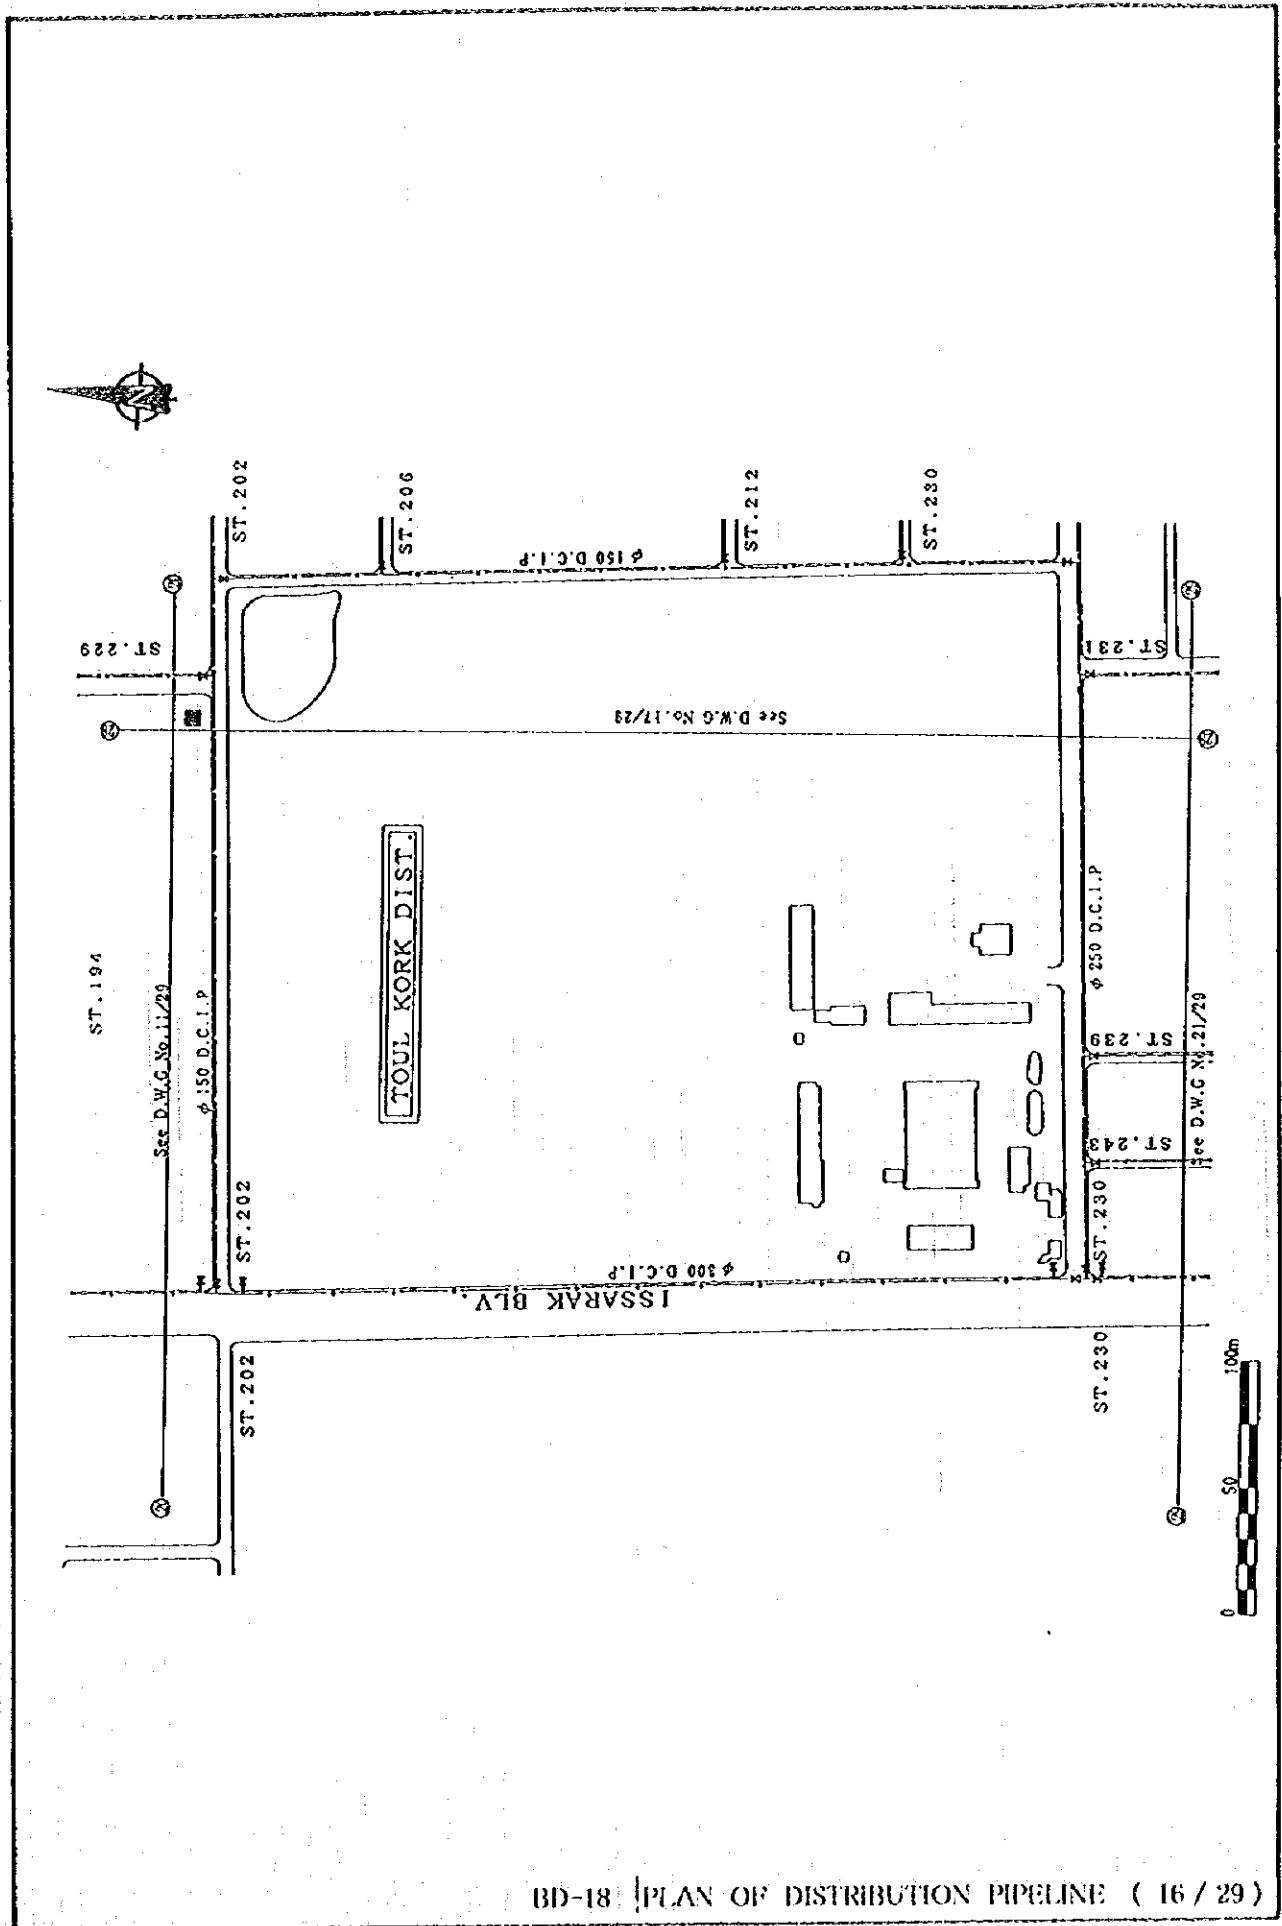 N
ST.202
ST.206
ST.212
ST.230
φ150 D.C.I.P
ST.229
ST.231
See D.W.G No.17/29
TOUL KORK DIST.
ST.194
See D.W.G No.11/29
φ150 D.C.I.P
φ250 D.C.I.P
ST.239
See D.W.G No.21/29
ST.243
ST.202
ST.230
φ300 D.C.I.P
ISSARAK BLV.
ST.202
ST.230
0
50
100m
BD-18 PLAN OF DISTRIBUTION PIPELINE ( 16 / 29 )